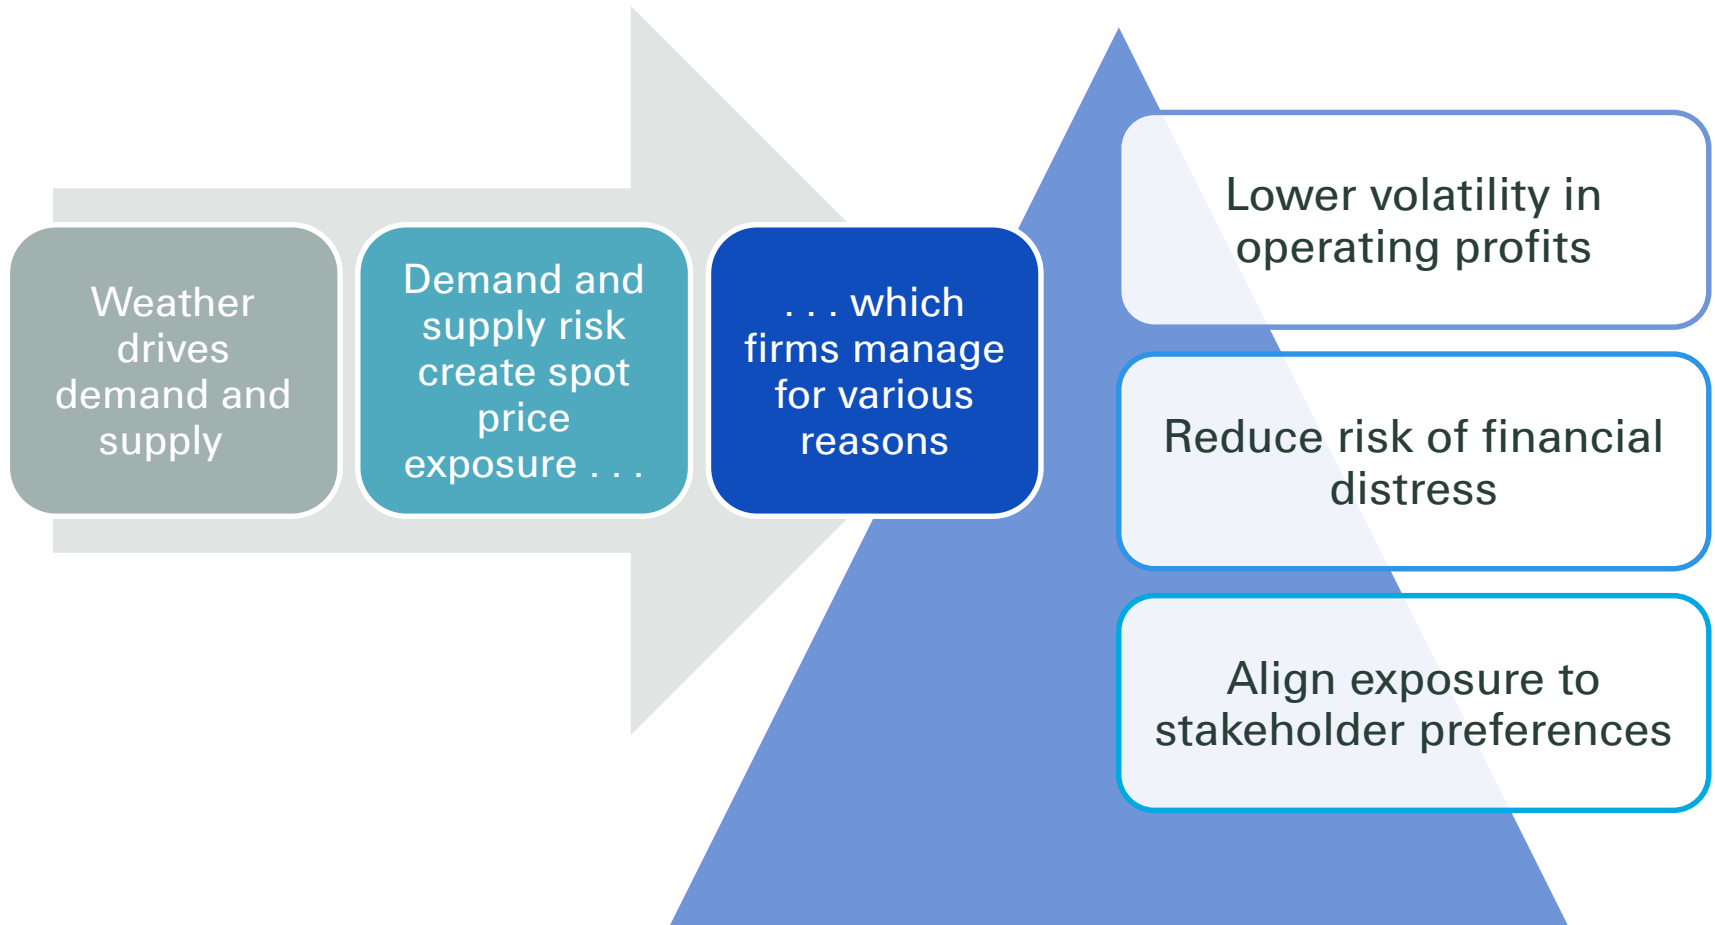 Weather
drives
demand and
supply
Demand and
supply risk
create spot
price
exposure . . .
. . . which
firms manage
for various
reasons
Lower volatility in
operating profits
Reduce risk of financial
distress
Align exposure to
stakeholder preferences